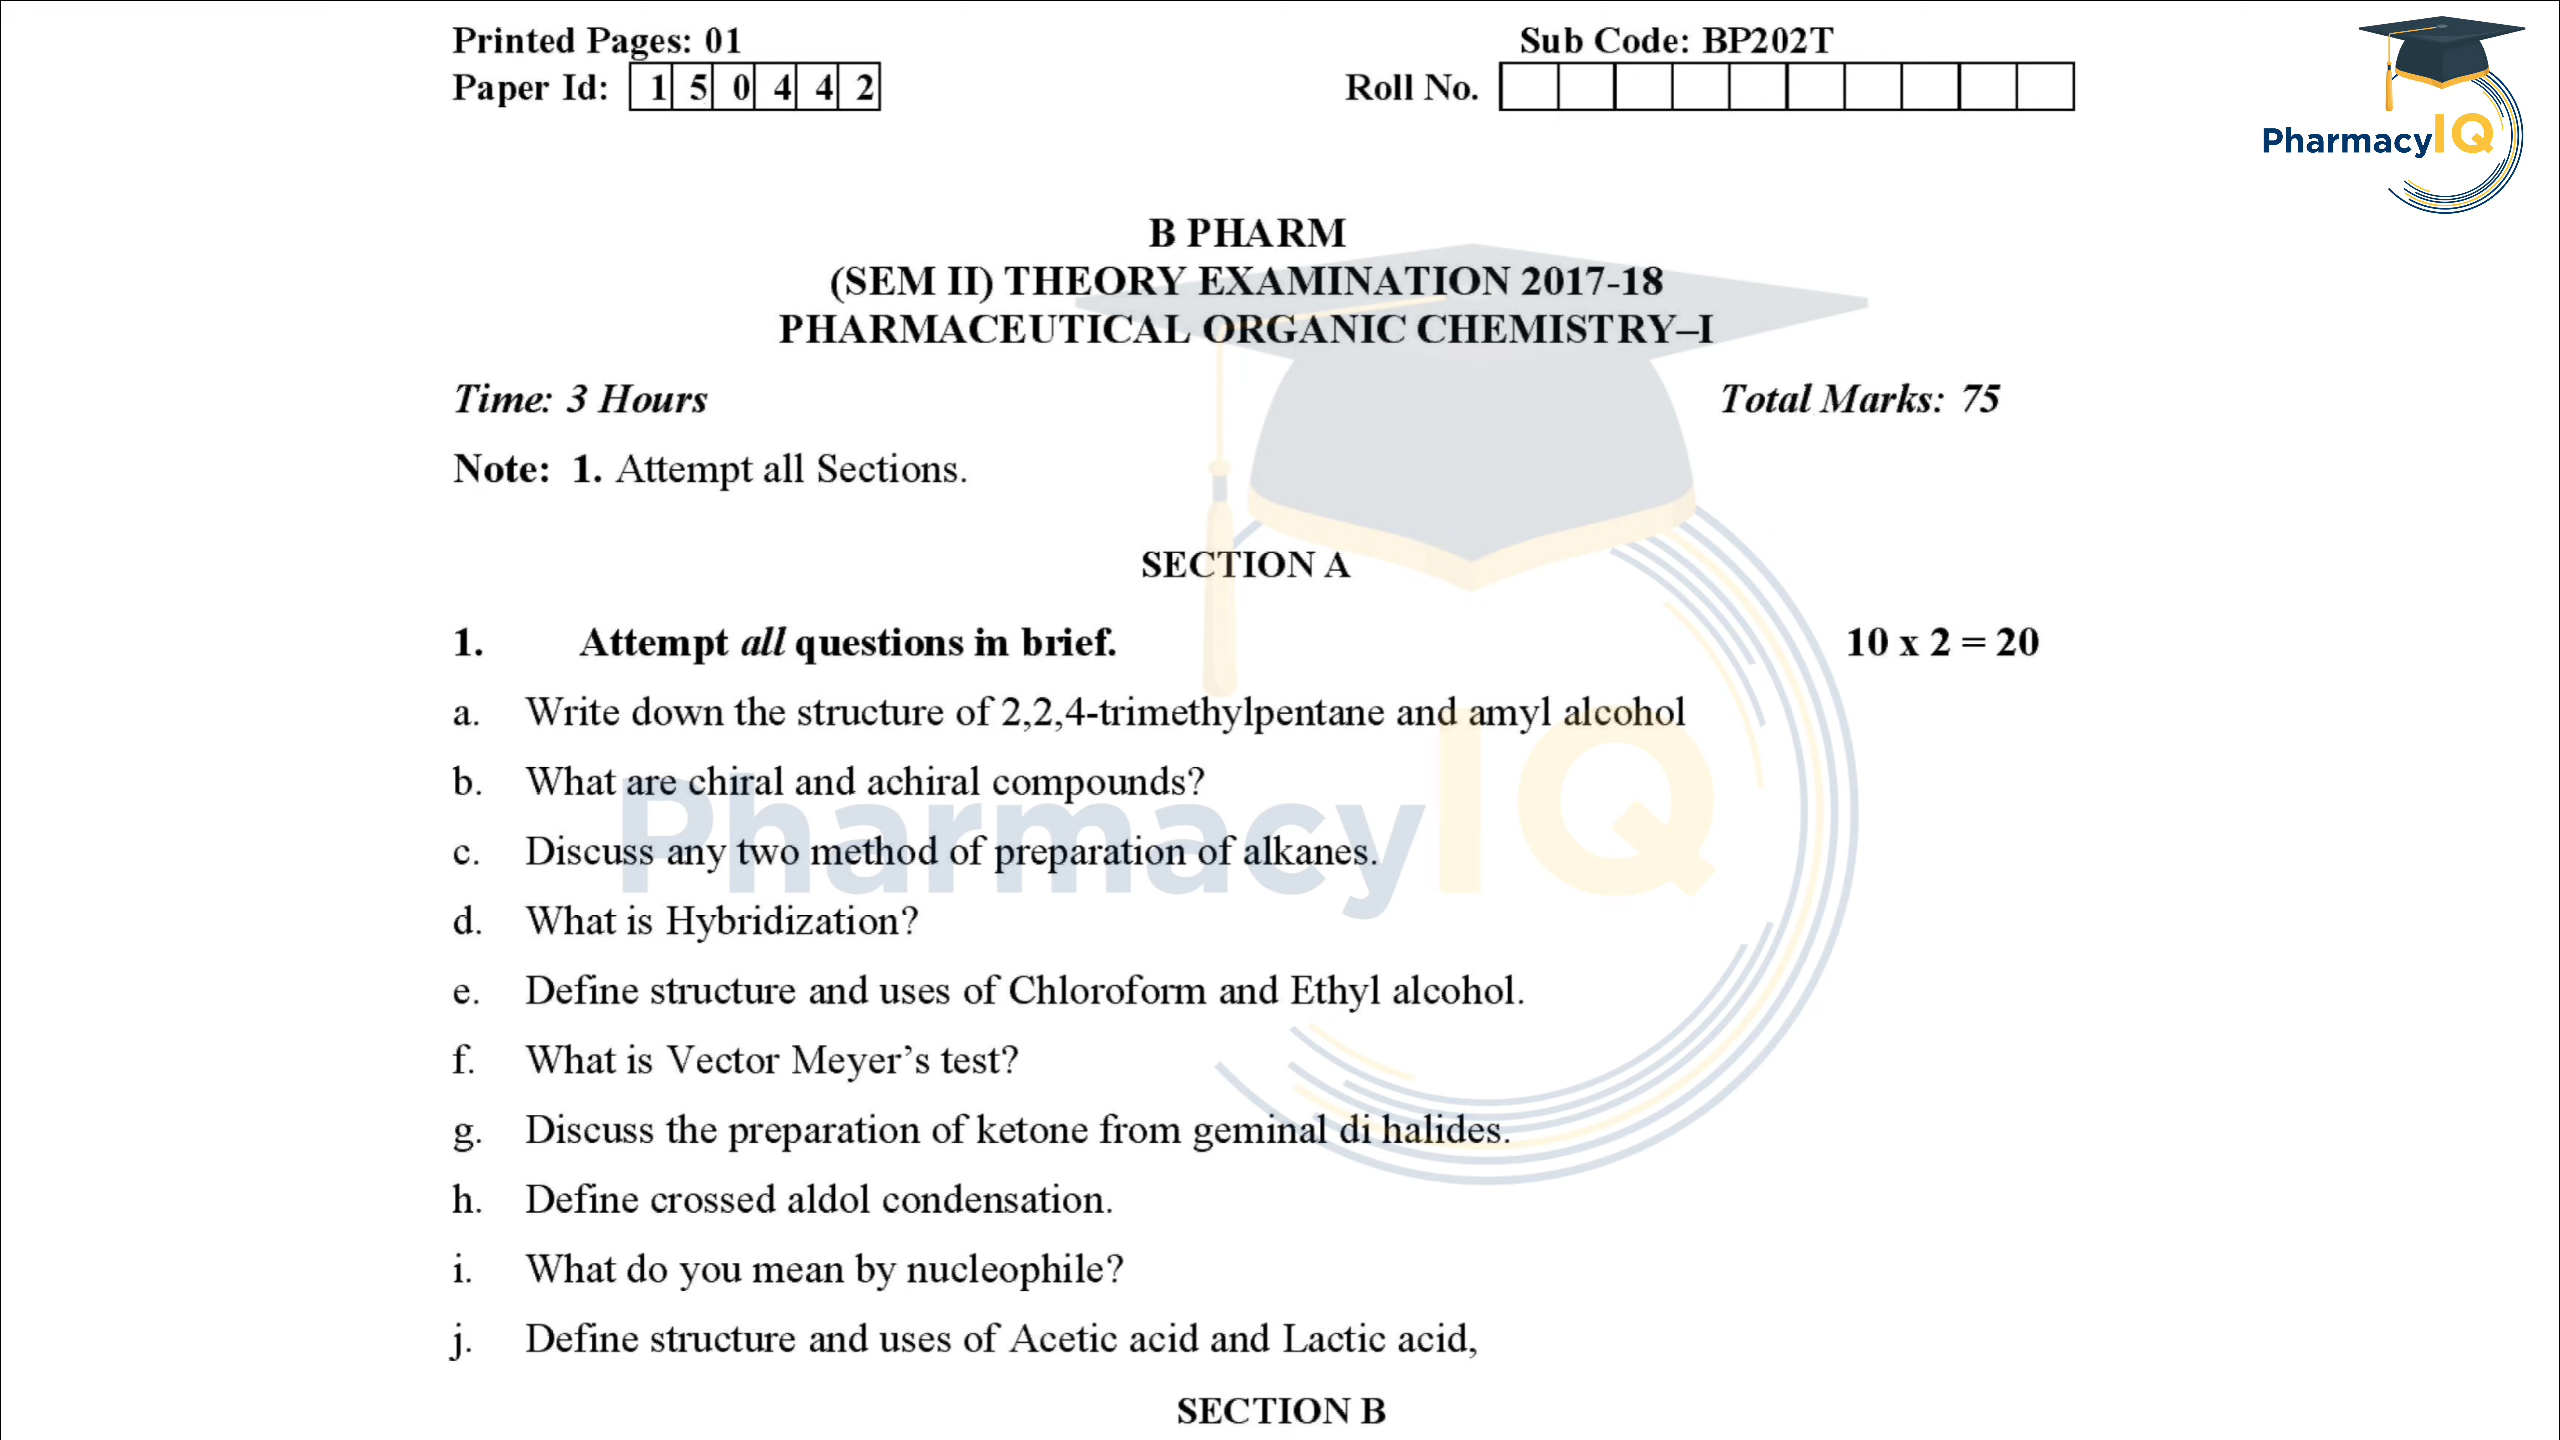 Printed Pages: 01 Sub Code: BP202T
Paper Id: 1 5 0 4 4 2 Roll No.
PharmacyIQ
B PHARM
(SEM II) THEORY EXAMINATION 2017-18
PHARMACEUTICAL ORGANIC CHEMISTRY–I
Time: 3 Hours Total Marks: 75
Note: 1. Attempt all Sections.
SECTION A
1. Attempt all questions in brief. 10 x 2 = 20
a. Write down the structure of 2,2,4-trimethylpentane and amyl alcohol
b. What are chiral and achiral compounds?
PharmacyIQ
c. Discuss any two method of preparation of alkanes.
d. What is Hybridization?
e. Define structure and uses of Chloroform and Ethyl alcohol.
f. What is Vector Meyer’s test?
g. Discuss the preparation of ketone from geminal di halides.
h. Define crossed aldol condensation.
i. What do you mean by nucleophile?
j. Define structure and uses of Acetic acid and Lactic acid,
SECTION B